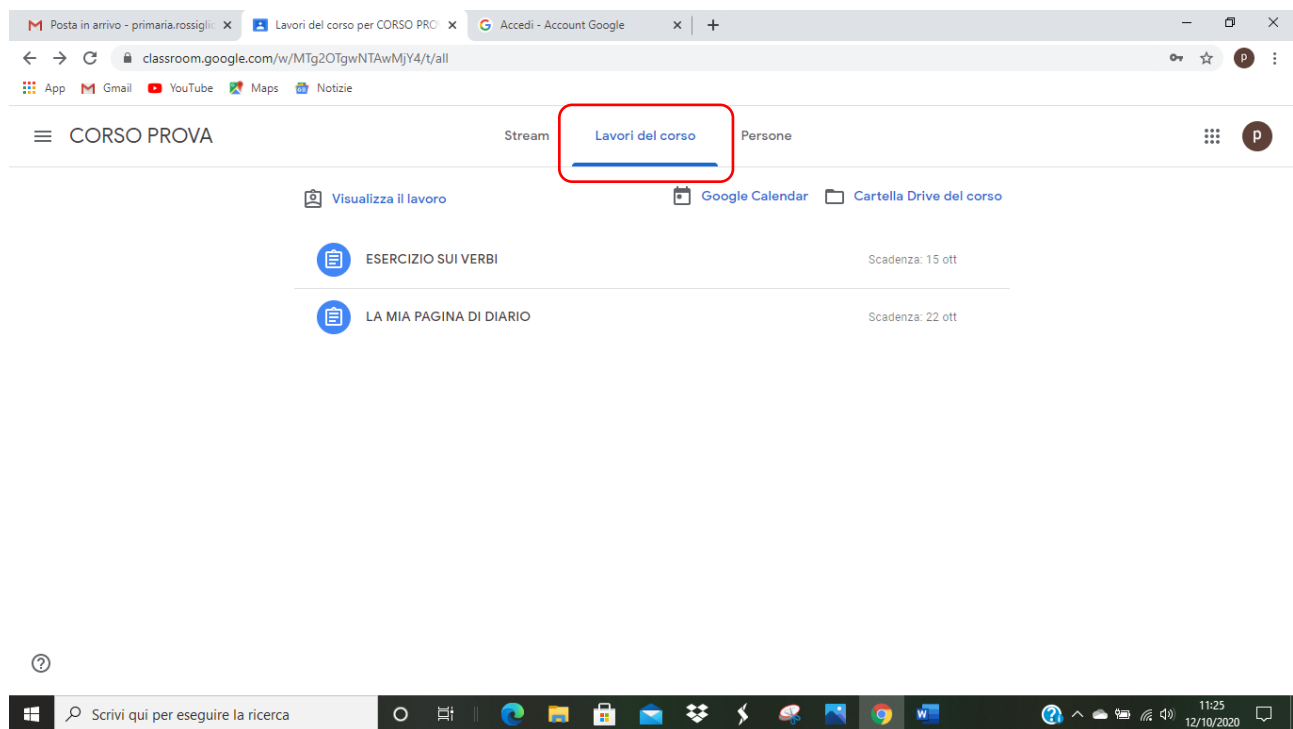 Posta in arrivo - primaria.rossiglio
Lavori del corso per CORSO PRO
Accedi - Account Google
classroom.google.com/w/MTg2OTgwNTAwMjY4/t/all
App Gmail YouTube Maps Notizie
CORSO PROVA
Stream Lavori del corso Persone
p
Visualizza il lavoro Google Calendar Cartella Drive del corso
ESERCIZIO SUI VERBI Scadenza: 15 ott
LA MIA PAGINA DI DIARIO Scadenza: 22 ott
Scrivi qui per eseguire la ricerca
11:25
12/10/2020